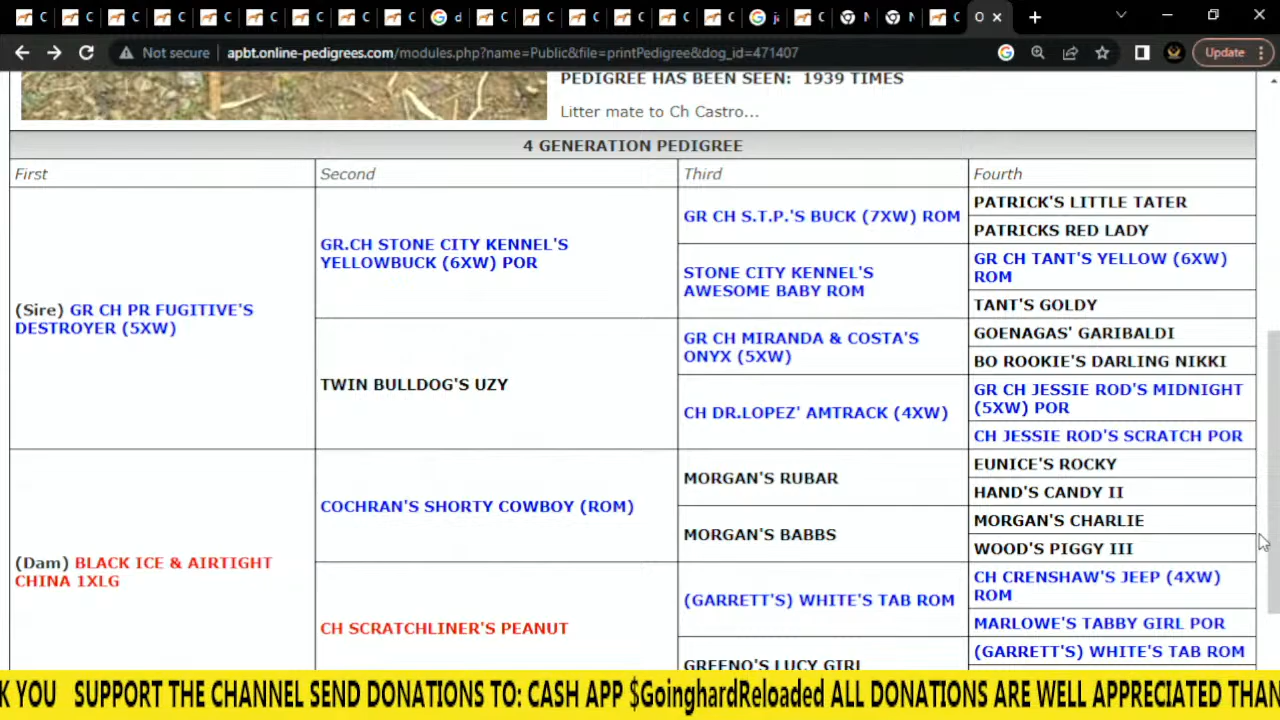 C C C C C C C C C d C C C C C C j C N N C O
Not secure apbt.online-pedigrees.com/modules.php?name=Public&file=printPedigree&dog_id=471407 Update
PEDIGREE HAS BEEN SEEN: 1939 TIMES
Litter mate to Ch Castro...
4 GENERATION PEDIGREE
First Second Third Fourth
(Sire) GR CH PR FUGITIVE'S
DESTROYER (5XW)
GR.CH STONE CITY KENNEL'S
YELLOWBUCK (6XW) POR
GR CH S.T.P.'S BUCK (7XW) ROM
PATRICK'S LITTLE TATER
PATRICKS RED LADY
STONE CITY KENNEL'S
AWESOME BABY ROM
GR CH TANT'S YELLOW (6XW)
ROM
TANT'S GOLDY
TWIN BULLDOG'S UZY
GR CH MIRANDA & COSTA'S
ONYX (5XW)
GOENAGAS' GARIBALDI
BO ROOKIE'S DARLING NIKKI
CH DR.LOPEZ' AMTRACK (4XW)
GR CH JESSIE ROD'S MIDNIGHT
(5XW) POR
CH JESSIE ROD'S SCRATCH POR
(Dam) BLACK ICE & AIRTIGHT
CHINA 1XLG
COCHRAN'S SHORTY COWBOY (ROM)
MORGAN'S RUBAR
EUNICE'S ROCKY
HAND'S CANDY II
MORGAN'S BABBS
MORGAN'S CHARLIE
WOOD'S PIGGY III
CH SCRATCHLINER'S PEANUT
(GARRETT'S) WHITE'S TAB ROM
CH CRENSHAW'S JEEP (4XW)
ROM
MARLOWE'S TABBY GIRL POR
GREENO'S LUCY GIRL
(GARRETT'S) WHITE'S TAB ROM
K YOU SUPPORT THE CHANNEL SEND DONATIONS TO: CASH APP $GoinghardReloaded ALL DONATIONS ARE WELL APPRECIATED THAN